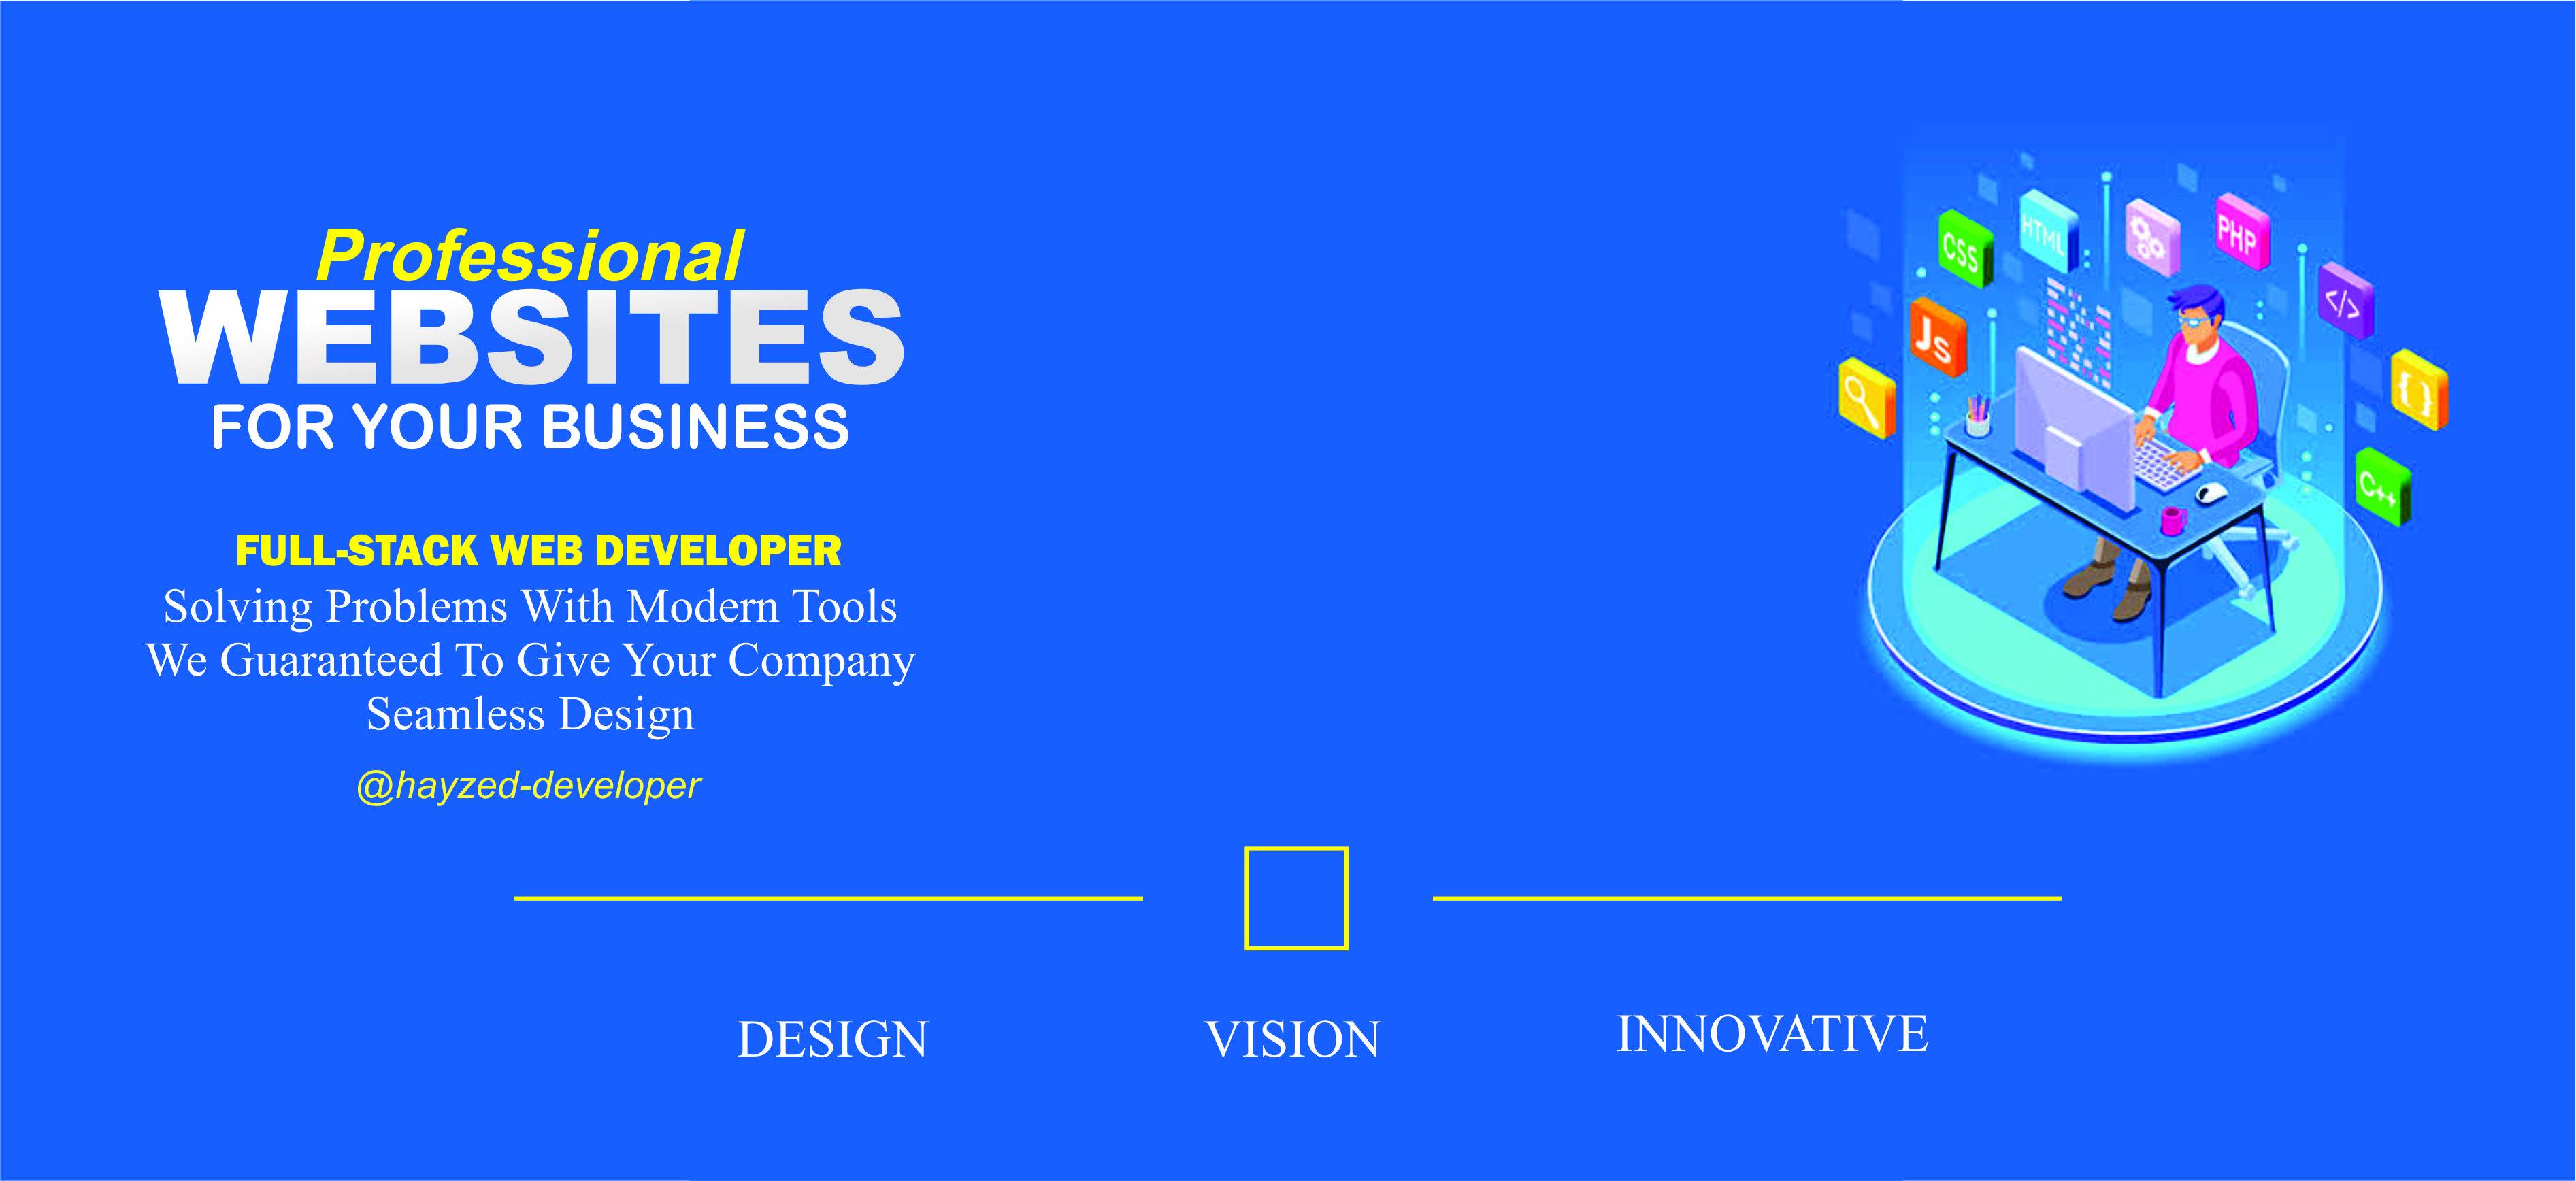 Professional
WEBSITES
FOR YOUR BUSINESS
FULL-STACK WEB DEVELOPER
Solving Problems With Modern Tools
We Guaranteed To Give Your Company
Seamless Design
@hayzed-developer
CSS
HTML
PHP
</>
Js
{ }
C++
DESIGN
VISION
INNOVATIVE